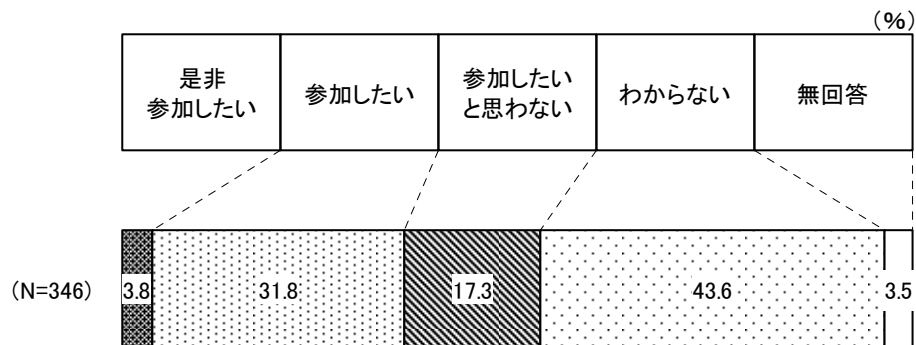 （%）
是非
参加したい
参加したい
参加したい
と思わない
わからない
無回答
（N=346）
3.8
31.8
17.3
43.6
3.5